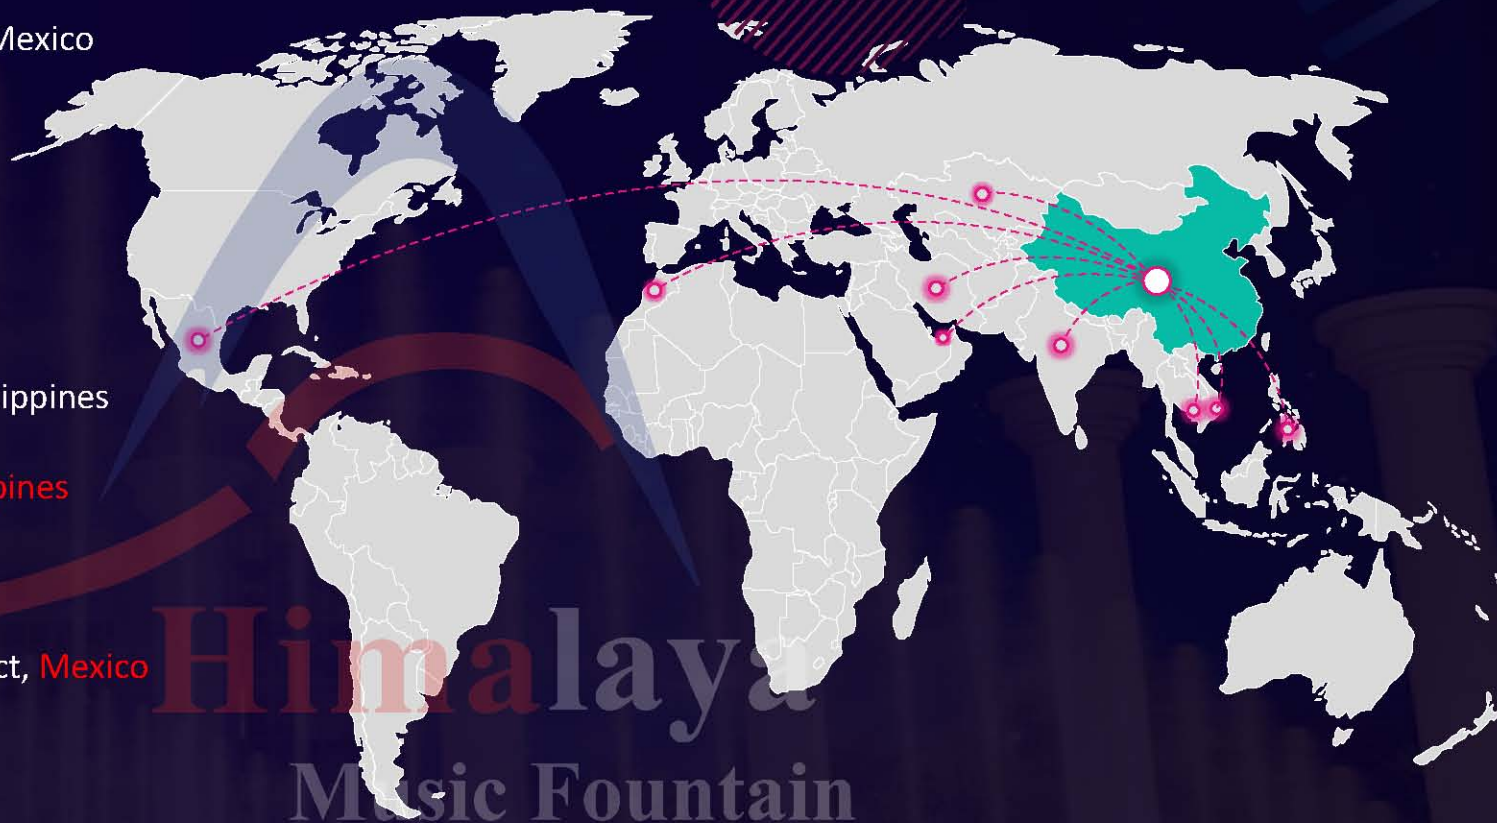 Mexico
ippines
pines
ct, Mexico
Himalaya
Music Fountain